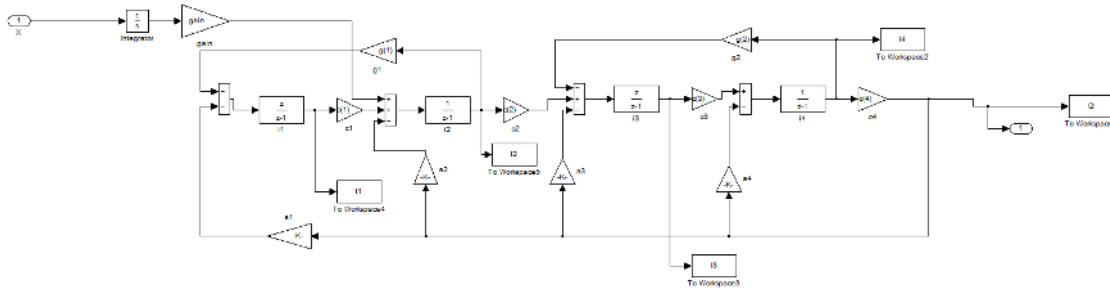 1
X
1
s
Integrator
gain
gain
g(1)
g1
g(2)
g2
I4
To Workspace2
z
z-1
I1
c(1)
c1
1
z-1
I2
c(2)
c2
z
z-1
I3
c(3)
c3
1
z-1
I4
c(4)
c4
To Workspace
1
I2
To Workspace5
-K-
a2
-K-
a3
-K-
a4
I1
To Workspace4
a1
-K-
I3
To Workspace3